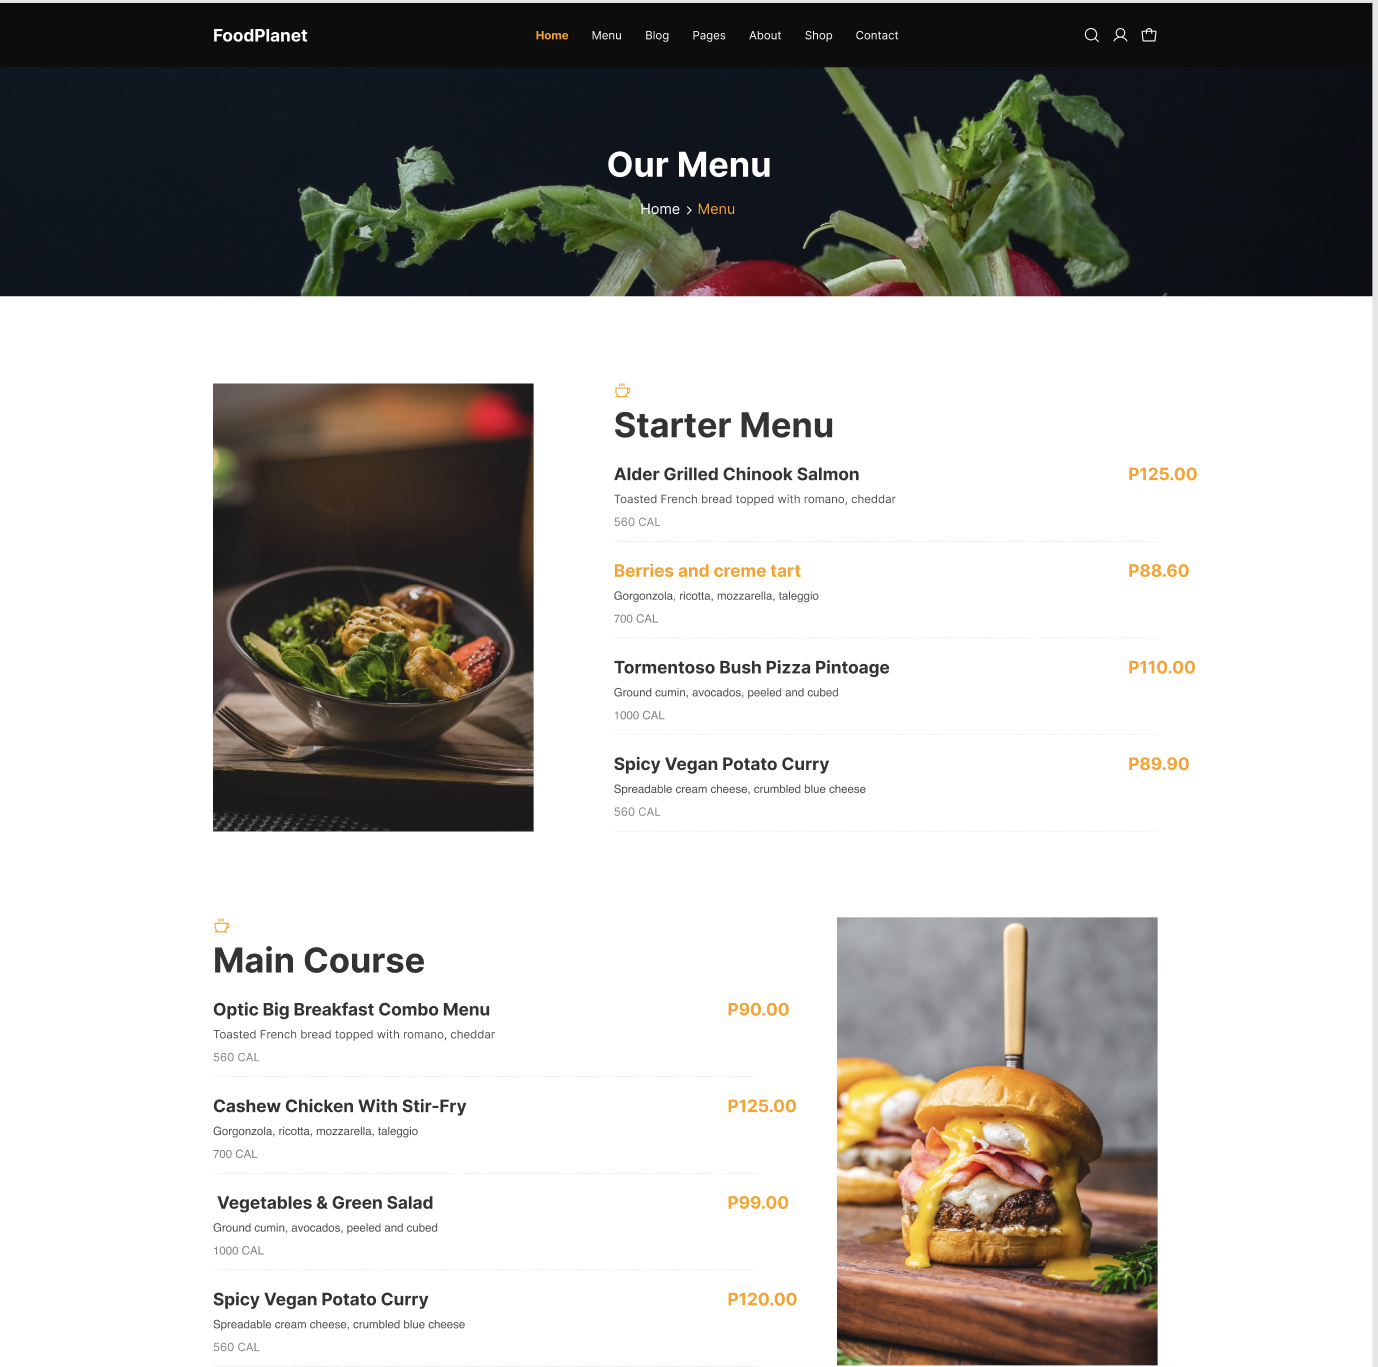 FoodPlanet
Home Menu Blog Pages About Shop Contact
Our Menu
Home > Menu
Starter Menu
Alder Grilled Chinook Salmon P125.00
Toasted French bread topped with romano, cheddar
560 CAL
Berries and creme tart P88.60
Gorgonzola, ricotta, mozzarella, taleggio
700 CAL
Tormentoso Bush Pizza Pintoage P110.00
Ground cumin, avocados, peeled and cubed
1000 CAL
Spicy Vegan Potato Curry P89.90
Spreadable cream cheese, crumbled blue cheese
560 CAL
Main Course
Optic Big Breakfast Combo Menu P90.00
Toasted French bread topped with romano, cheddar
560 CAL
Cashew Chicken With Stir-Fry P125.00
Gorgonzola, ricotta, mozzarella, taleggio
700 CAL
Vegetables & Green Salad P99.00
Ground cumin, avocados, peeled and cubed
1000 CAL
Spicy Vegan Potato Curry P120.00
Spreadable cream cheese, crumbled blue cheese
560 CAL